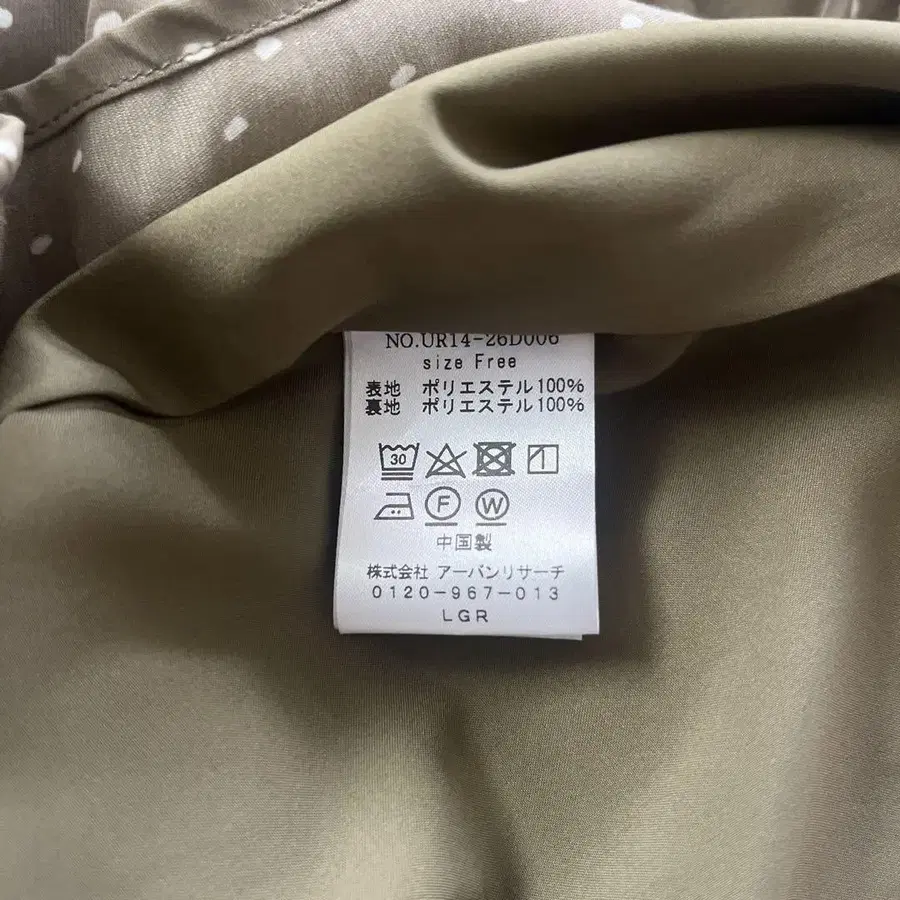 NO.UR14-26D006
size Free
表地 ポリエステル100%
裏地 ポリエステル100%
30
F W
中国製
株式会社 アーバンリサーチ
0120-967-013
LGR